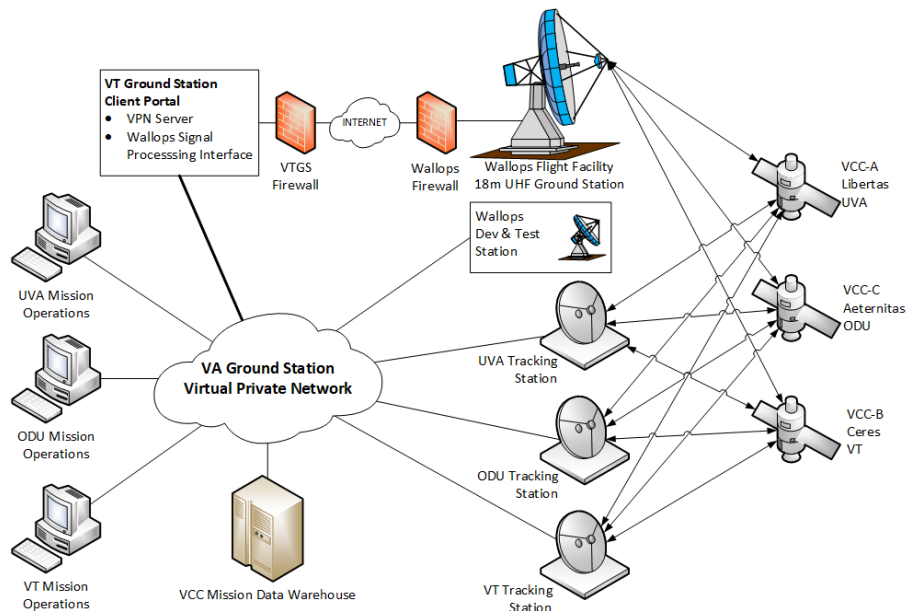 VT Ground Station
Client Portal
● VPN Server
● Wallops Signal
Processsing Interface
VTGS
Firewall
INTERNET
Wallops
Firewall
Wallops Flight Facility
18m UHF Ground Station
Wallops
Dev & Test
Station
VCC-A
Libertas
UVA
VCC-C
Aeternitas
ODU
VCC-B
Ceres
VT
UVA Mission
Operations
ODU Mission
Operations
VT Mission
Operations
VA Ground Station
Virtual Private Network
VCC Mission Data Warehouse
UVA Tracking
Station
ODU Tracking
Station
VT Tracking
Station